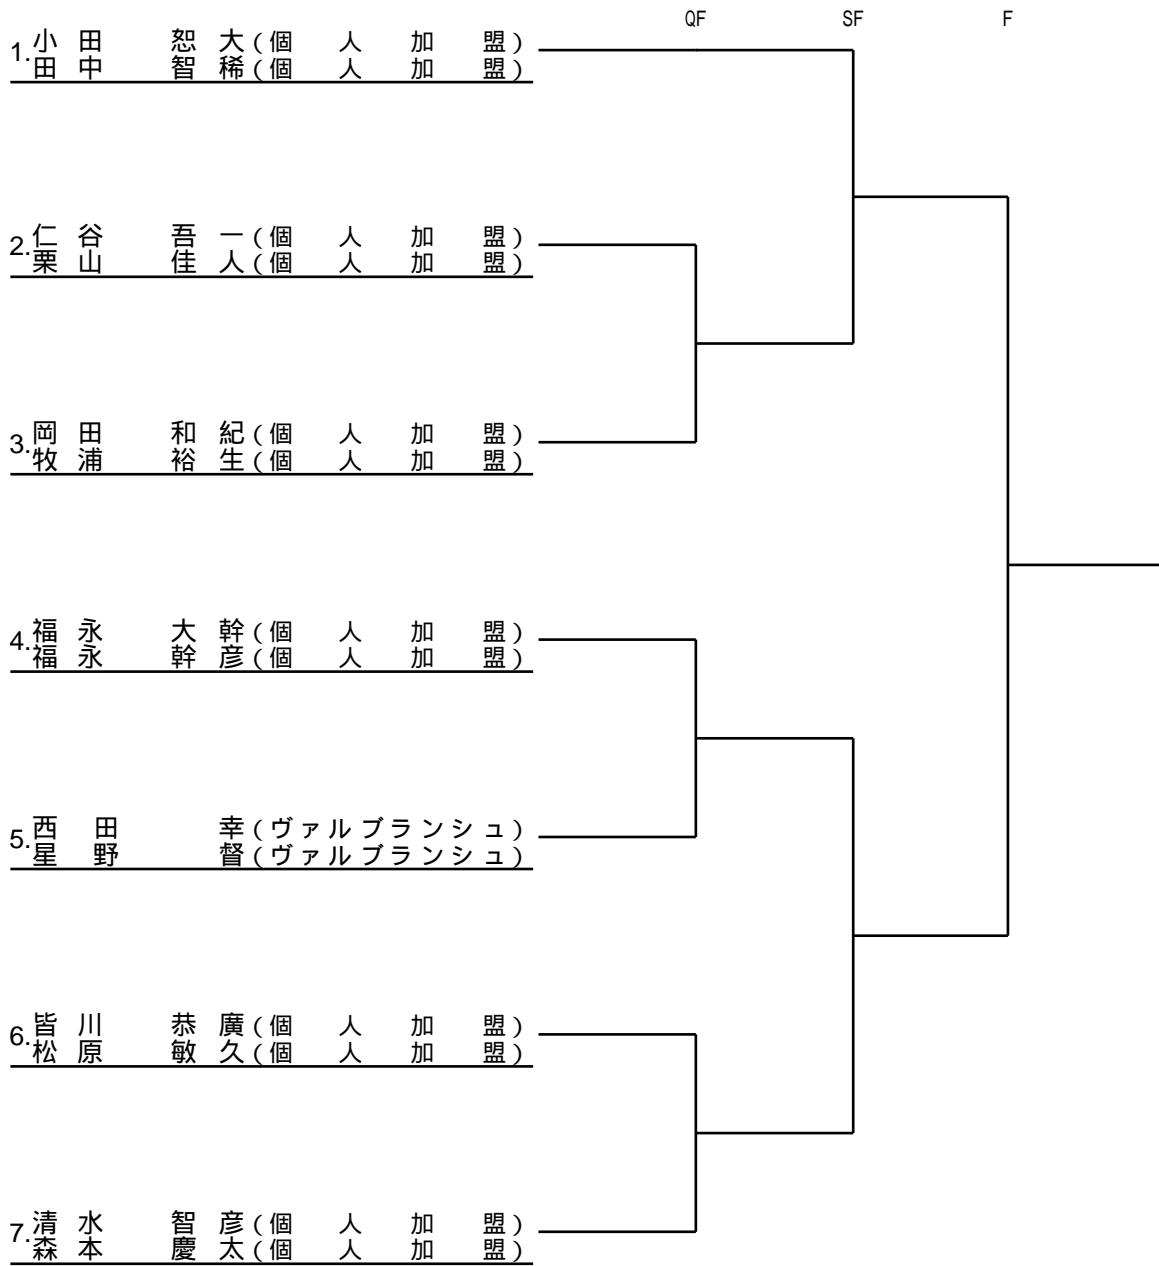 QF SF F
1. 小田 恕大(個人加盟)
田中 智稀(個人加盟)
2. 仁谷 吾一(個人加盟)
栗山 佳人(個人加盟)
3. 岡田 和紀(個人加盟)
牧浦 裕生(個人加盟)
4. 福永 大幹(個人加盟)
福永 幹彦(個人加盟)
5. 西田 幸(ヴァルブランシュ)
星野 督(ヴァルブランシュ)
6. 皆川 恭廣(個人加盟)
松原 敏久(個人加盟)
7. 清水 智彦(個人加盟)
森本 慶太(個人加盟)